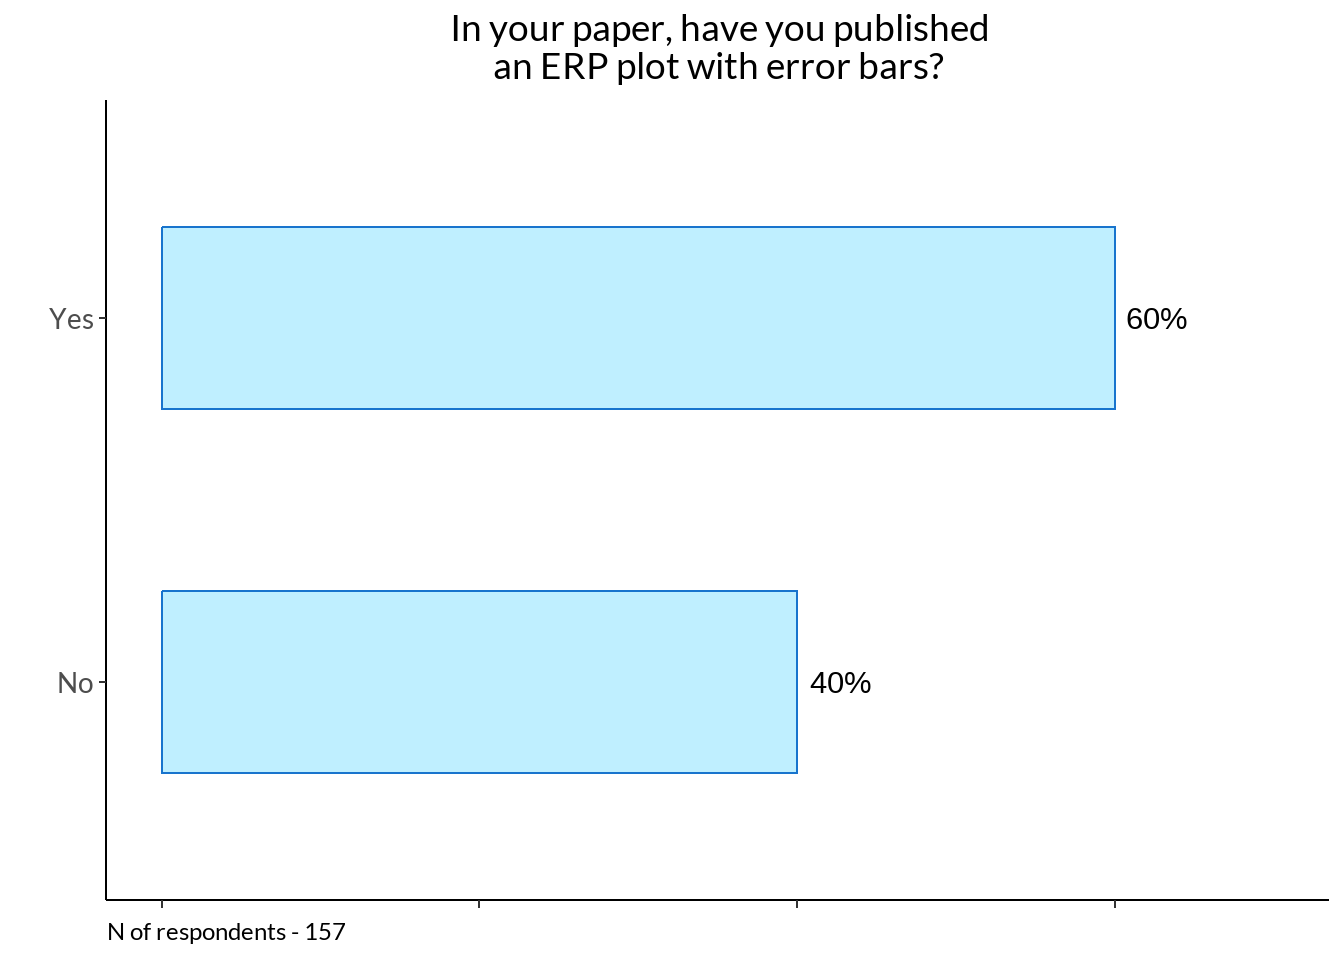 In your paper, have you published
an ERP plot with error bars?
Yes
60%
No
40%
N of respondents - 157